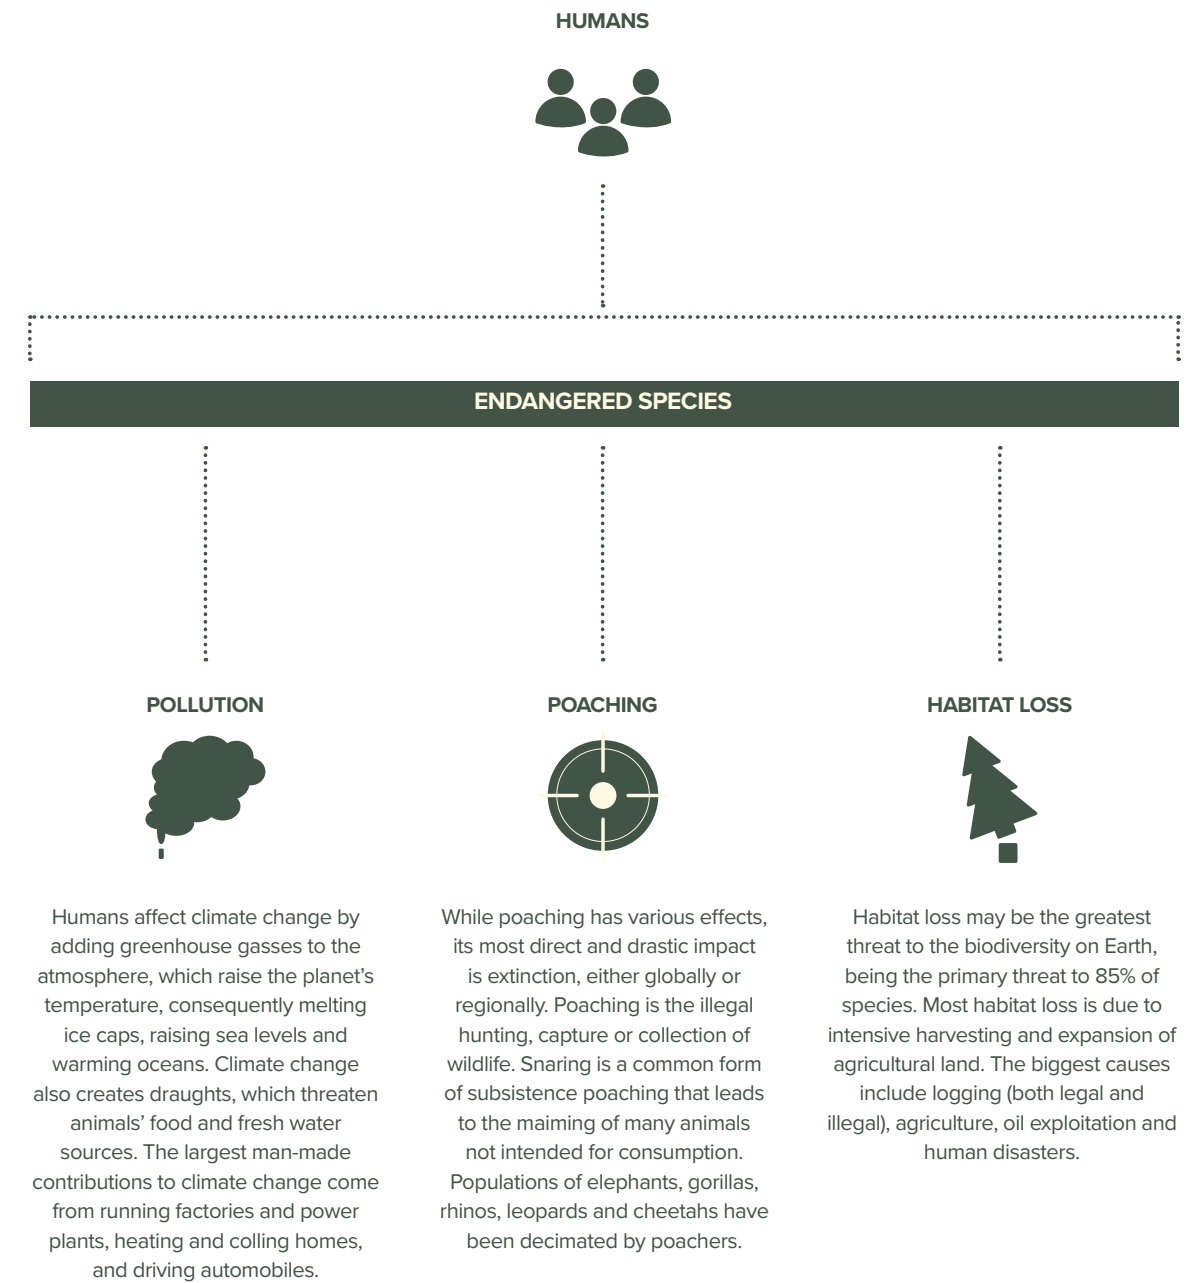 HUMANS
ENDANGERED SPECIES
POLLUTION
Humans affect climate change by
adding greenhouse gasses to the
atmosphere, which raise the planet’s
temperature, consequently melting
ice caps, raising sea levels and
warming oceans. Climate change
also creates draughts, which threaten
animals’ food and fresh water
sources. The largest man-made
contributions to climate change come
from running factories and power
plants, heating and colling homes,
and driving automobiles.
POACHING
While poaching has various effects,
its most direct and drastic impact
is extinction, either globally or
regionally. Poaching is the illegal
hunting, capture or collection of
wildlife. Snaring is a common form
of subsistence poaching that leads
to the maiming of many animals
not intended for consumption.
Populations of elephants, gorillas,
rhinos, leopards and cheetahs have
been decimated by poachers.
HABITAT LOSS
Habitat loss may be the greatest
threat to the biodiversity on Earth,
being the primary threat to 85% of
species. Most habitat loss is due to
intensive harvesting and expansion of
agricultural land. The biggest causes
include logging (both legal and
illegal), agriculture, oil exploitation and
human disasters.